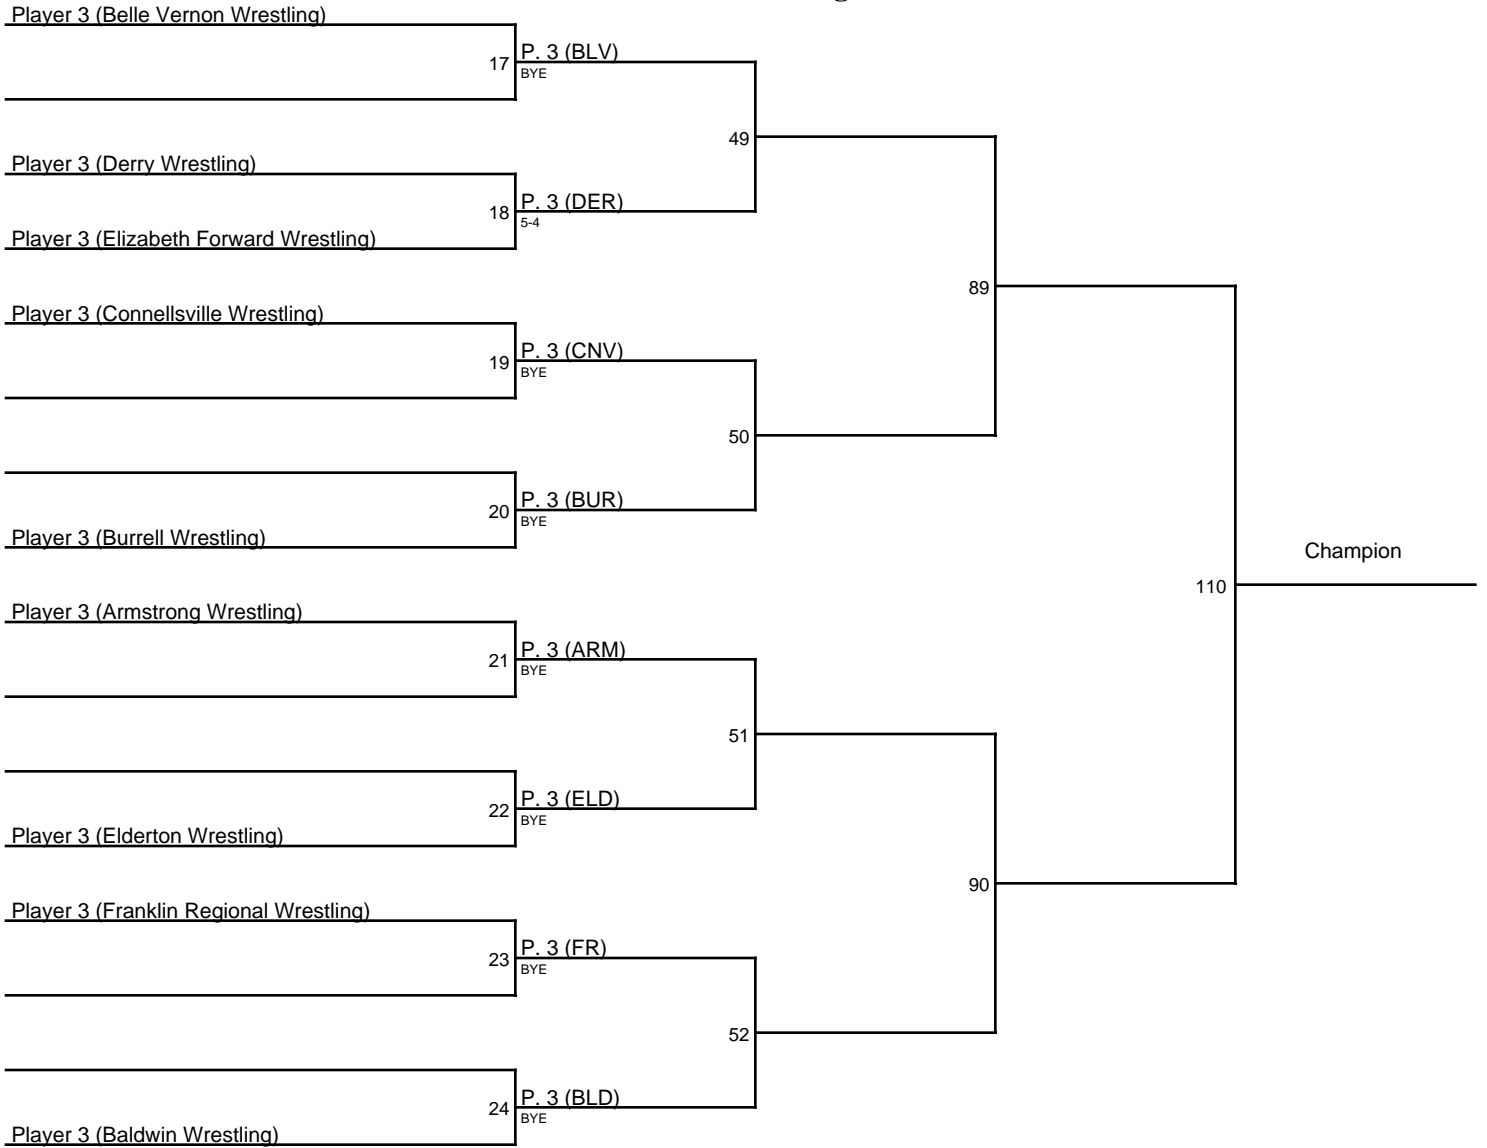 Player 3 (Belle Vernon Wrestling)
17
P. 3 (BLV)
BYE
49
Player 3 (Derry Wrestling)
18
P. 3 (DER)
5-4
Player 3 (Elizabeth Forward Wrestling)
89
Player 3 (Connellsville Wrestling)
19
P. 3 (CNV)
BYE
50
20
P. 3 (BUR)
BYE
Player 3 (Burrell Wrestling)
Champion
110
Player 3 (Armstrong Wrestling)
21
P. 3 (ARM)
BYE
51
22
P. 3 (ELD)
BYE
Player 3 (Elderton Wrestling)
90
Player 3 (Franklin Regional Wrestling)
23
P. 3 (FR)
BYE
52
24
P. 3 (BLD)
BYE
Player 3 (Baldwin Wrestling)